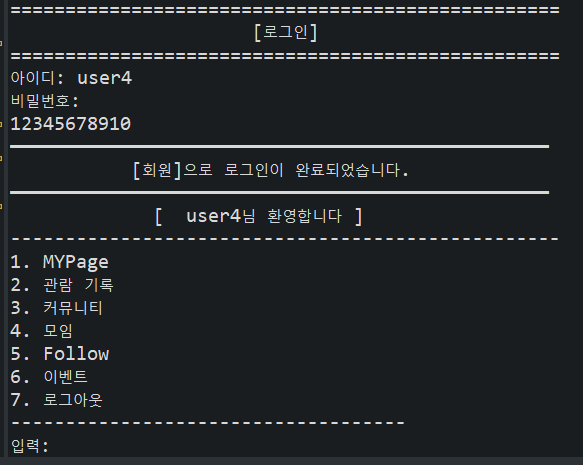 ==================================================
[로그인]
==================================================
아이디: user4
비밀번호:
12345678910
━━━━━━━━━━━━━━━━━━━━━━━━━━━━━━━━━━━━━━━━━━━━━━━━━
[회원]으로 로그인이 완료되었습니다.
━━━━━━━━━━━━━━━━━━━━━━━━━━━━━━━━━━━━━━━━━━━━━━━━━
[  user4님 환영합니다 ]
--------------------------------------------------
1. MYPage
2. 관람 기록
3. 커뮤니티
4. 모임
5. Follow
6. 이벤트
7. 로그아웃
------------------------------------
입력: